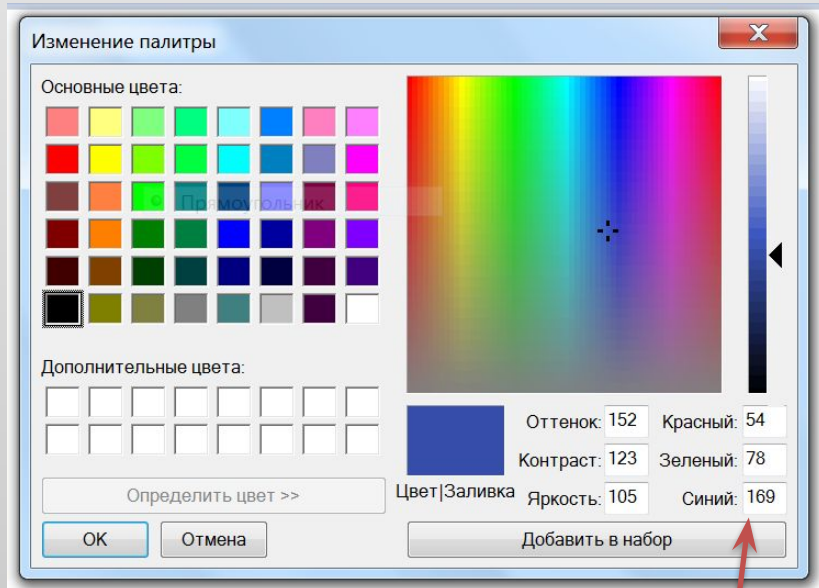 Изменение палитры
Основные цвета:
Прямоугольник
Дополнительные цвета:
Определить цвет >>
ОК
Отмена
Оттенок: 152
Красный: 54
Контраст: 123
Зеленый: 78
Цвет|Заливка
Яркость: 105
Синий: 169
Добавить в набор